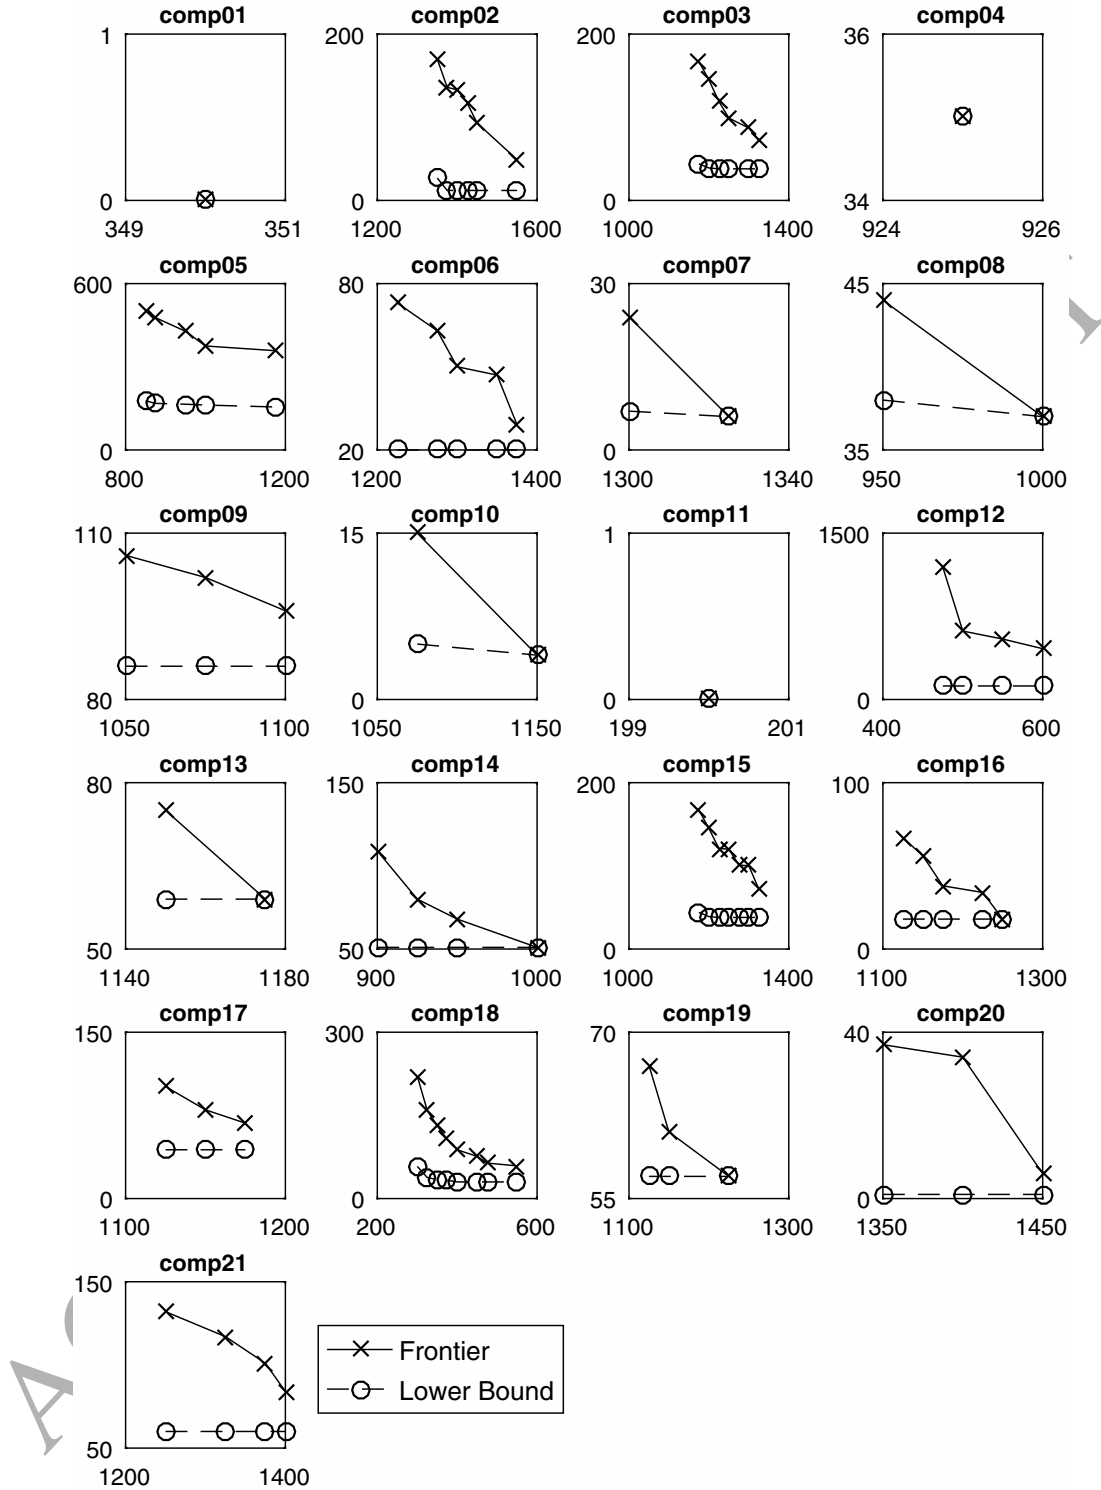 comp01 comp02 comp03 comp04
1 200 200 36
0 0 0 34
349 351 1200 1600 1000 1400 924 926
comp05 comp06 comp07 comp08
600 80 30 45
0 20 0 35
800 1200 1200 1400 1300 1340 950 1000
comp09 comp10 comp11 comp12
110 15 1 1500
80 0 0 0
1050 1100 1050 1150 199 201 400 600
comp13 comp14 comp15 comp16
80 150 200 100
50 50 0 0
1140 1180 900 1000 1000 1400 1100 1300
comp17 comp18 comp19 comp20
150 300 70 40
0 0 55 0
1100 1200 200 600 1100 1300 1350 1450
comp21
150
Frontier
Lower Bound
50
1200 1400
A